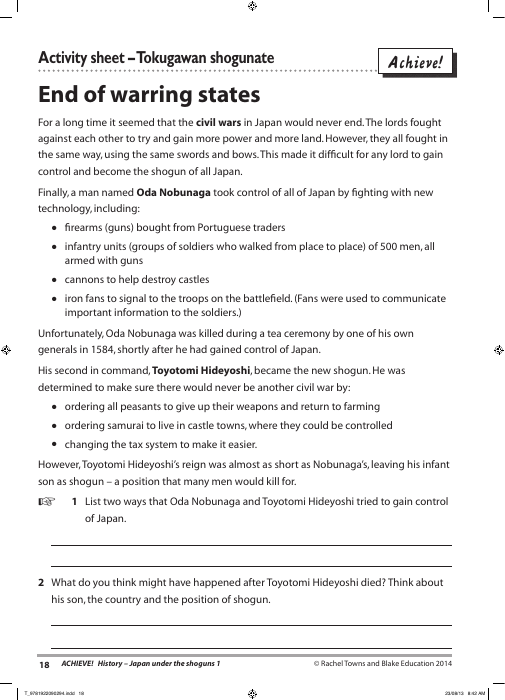 Activity sheet – Tokugawan shogunate
Achieve!
End of warring states
For a long time it seemed that the civil wars in Japan would never end. The lords fought
against each other to try and gain more power and more land. However, they all fought in
the same way, using the same swords and bows. This made it difficult for any lord to gain
control and become the shogun of all Japan.
Finally, a man named Oda Nobunaga took control of all of Japan by fighting with new
technology, including:
• firearms (guns) bought from Portuguese traders
• infantry units (groups of soldiers who walked from place to place) of 500 men, all
armed with guns
• cannons to help destroy castles
• iron fans to signal to the troops on the battlefield. (Fans were used to communicate
important information to the soldiers.)
Unfortunately, Oda Nobunaga was killed during a tea ceremony by one of his own
generals in 1584, shortly after he had gained control of Japan.
His second in command, Toyotomi Hideyoshi, became the new shogun. He was
determined to make sure there would never be another civil war by:
• ordering all peasants to give up their weapons and return to farming
• ordering samurai to live in castle towns, where they could be controlled
• changing the tax system to make it easier.
However, Toyotomi Hideyoshi's reign was almost as short as Nobunaga's, leaving his infant
son as shogun – a position that many men would kill for.
1 List two ways that Oda Nobunaga and Toyotomi Hideyoshi tried to gain control
of Japan.
2 What do you think might have happened after Toyotomi Hideyoshi died? Think about
his son, the country and the position of shogun.
18 ACHIEVE! History – Japan under the shoguns 1 © Rachel Towns and Blake Education 2014
T_9781922090294.indd 18 23/08/13 8:42 AM